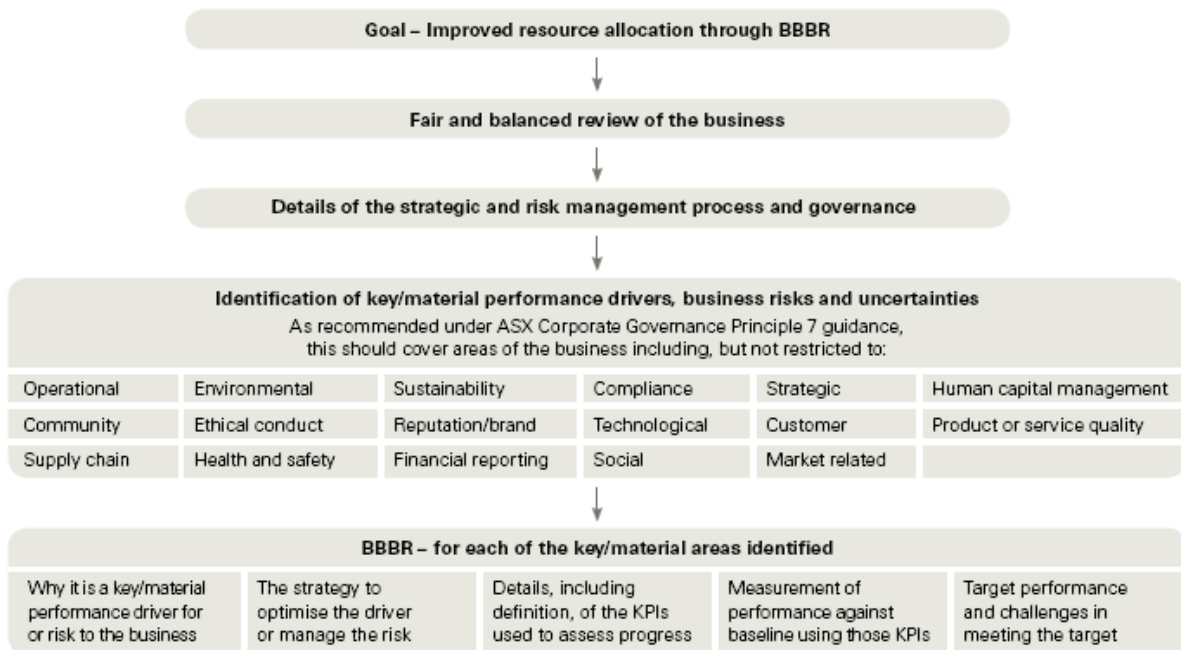 Goal – Improved resource allocation through BBBR
Fair and balanced review of the business
Details of the strategic and risk management process and governance
Identification of key/material performance drivers, business risks and uncertainties
As recommended under ASX Corporate Governance Principle 7 guidance,
this should cover areas of the business including, but not restricted to:
Operational Environmental Sustainability Compliance Strategic Human capital management
Community Ethical conduct Reputation/brand Technological Customer Product or service quality
Supply chain Health and safety Financial reporting Social Market related
BBBR – for each of the key/material areas identified
Why it is a key/material
performance driver for
or risk to the business
The strategy to
optimise the driver
or manage the risk
Details, including
definition, of the KPIs
used to assess progress
Measurement of
performance against
baseline using those KPIs
Target performance
and challenges in
meeting the target